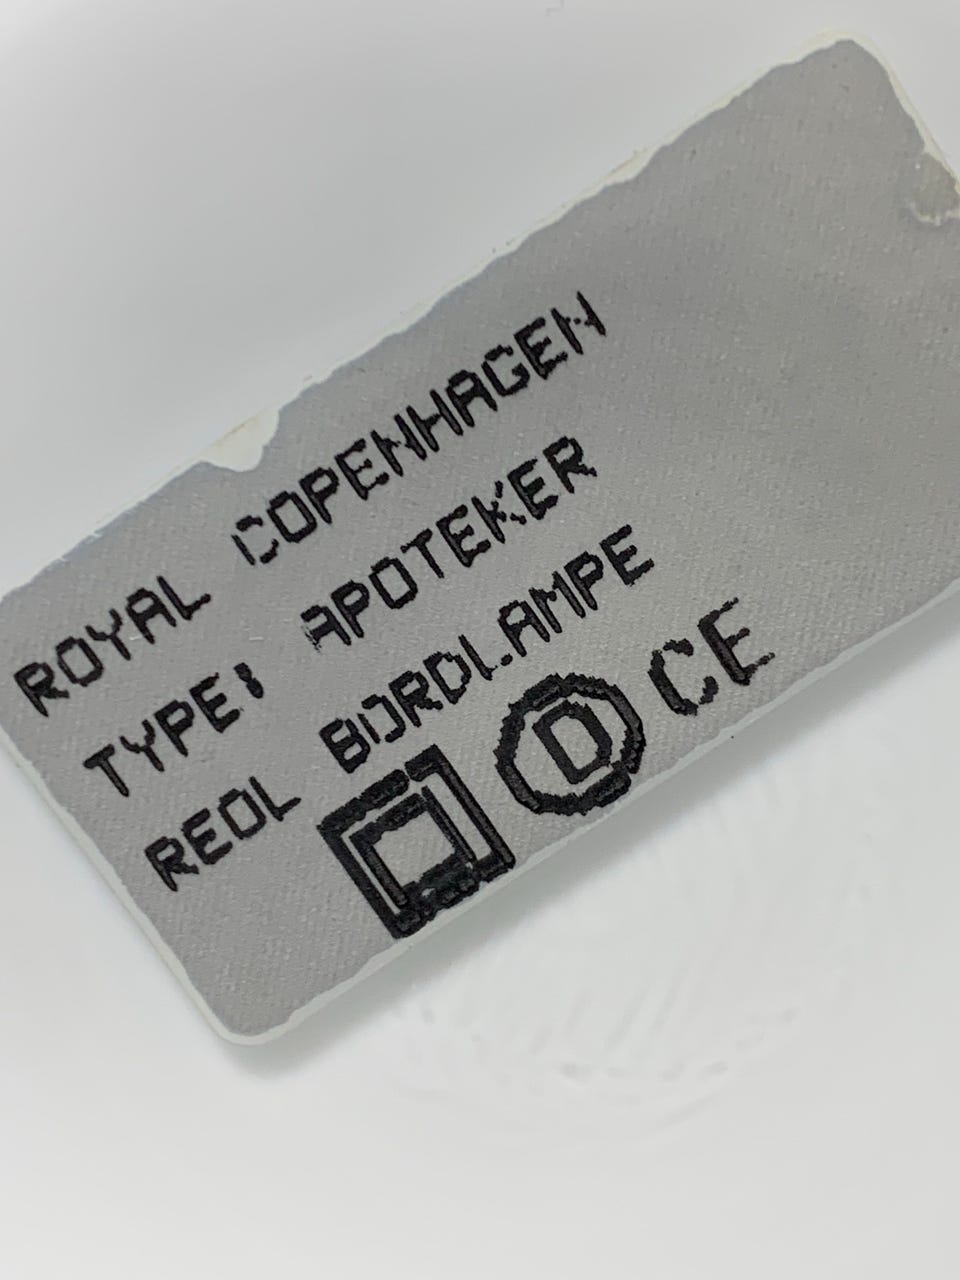 ROYAL COPENHAGEN
TYPE: APOTEKER
REOL BORDLAMPE
D CE